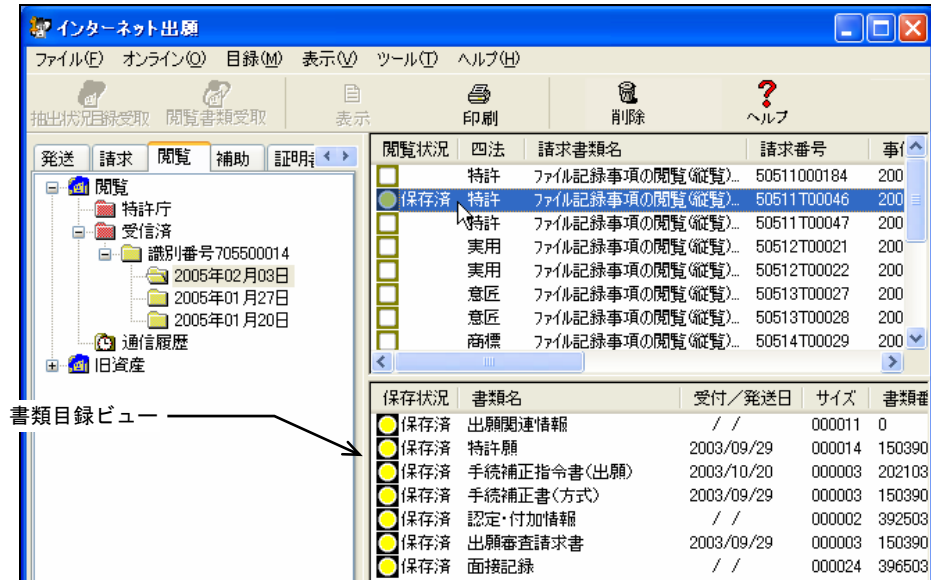 インターネット出願
ファイル(F) オンライン(O) 目録(M) 表示(V) ツール(T) ヘルプ(H)
抽出状況目録受取 閲覧書類受取 表示 印刷 削除 ヘルプ
発送 請求 閲覧 補助
閲覧
特許庁
受信済
識別番号705500014
2005年02月03日
2005年01月27日
2005年01月20日
通信履歴
旧資産
閲覧状況 四法 請求書類名 請求番号
特許 ファイル記録事項の閲覧(縦覧)... 50511000184 200
保存済 特許 ファイル記録事項の閲覧(縦覧)... 50511T00046 200
特許 ファイル記録事項の閲覧(縦覧)... 50511T00047 200
実用 ファイル記録事項の閲覧(縦覧)... 50512T00021 200
実用 ファイル記録事項の閲覧(縦覧)... 50512T00022 200
意匠 ファイル記録事項の閲覧(縦覧)... 50513T00027 200
意匠 ファイル記録事項の閲覧(縦覧)... 50513T00028 200
商標 ファイル記録事項の閲覧(縦覧)... 50514T00029 200
書類目録ビュー
保存状況 書類名 受付/発送日 サイズ 書類番
保存済 出願関連情報 / / 000011 0
保存済 特許願 2003/09/29 000014 150390
保存済 手続補正指令書(出願) 2003/10/20 000003 202103
保存済 手続補正書(方式) 2003/09/29 000003 150390
保存済 認定・付加情報 / / 000002 392503
保存済 出願審査請求書 2003/09/29 000003 150390
保存済 面接記録 / / 000024 396503